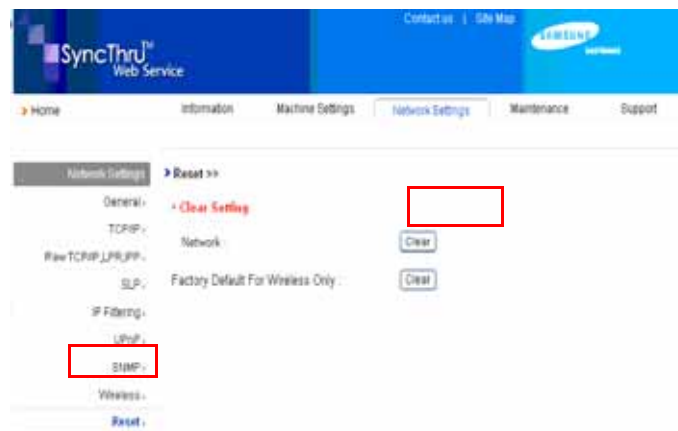 Contact us | Site Map
SAMSUNG
SyncThru™
Web Service
Home Information Machine Settings Network Settings Maintenance Support
Network Settings
General
TCP/IP
Raw TCP/IP,LPR,IPP
SLP
IP Filtering
UPnP
SNMP
Wireless
Reset
Reset >>
Clear Setting
Network Clear
Factory Default For Wireless Only : Clear